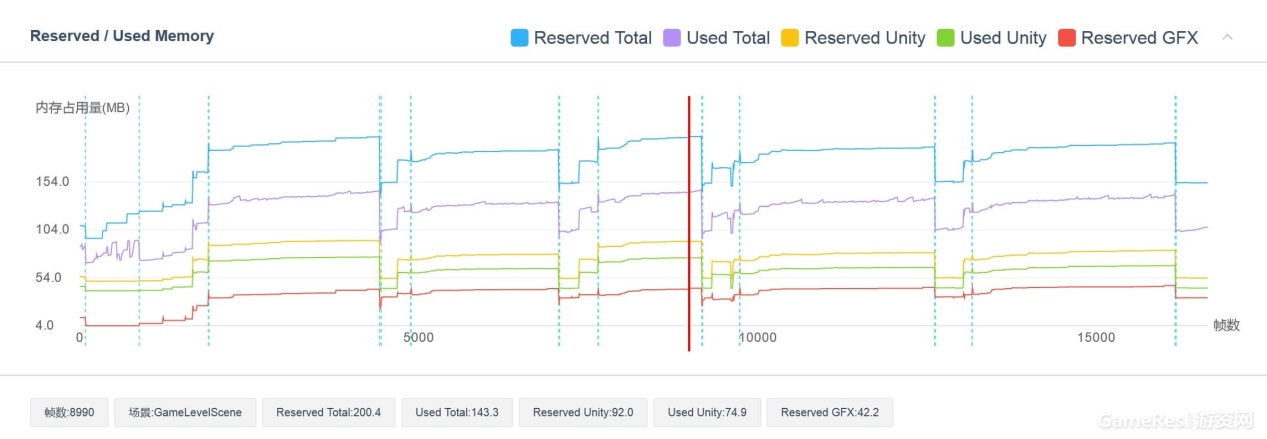 Reserved / Used Memory
Reserved Total Used Total Reserved Unity Used Unity Reserved GFX
内存占用量(MB)
154.0
104.0
54.0
4.0
0 5000 10000 15000 帧数
帧数:8990 场景:GameLevelScene Reserved Total:200.4 Used Total:143.3 Reserved Unity:92.0 Used Unity:74.9 Reserved GFX:42.2
GameRes游资网